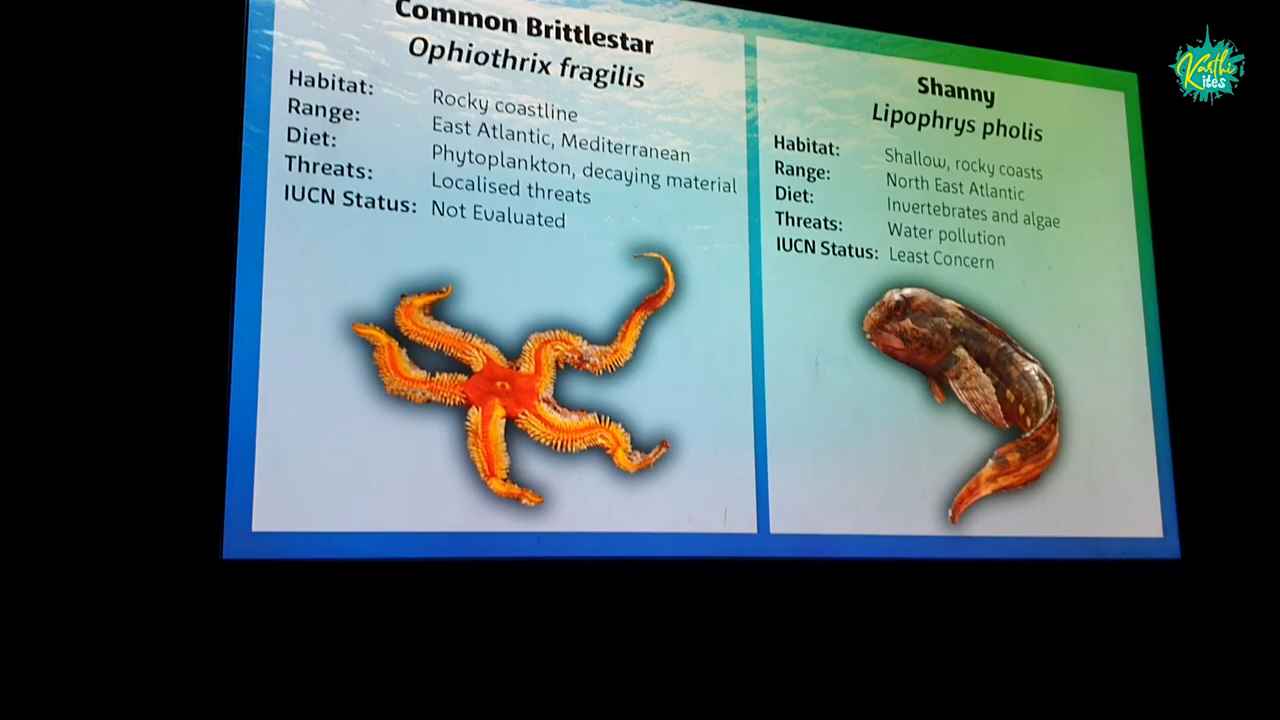 Common Brittlestar
Ophiothrix fragilis
Habitat: Rocky coastline
Range: East Atlantic, Mediterranean
Diet: Phytoplankton, decaying material
Threats: Localised threats
IUCN Status: Not Evaluated
Shanny
Lipophrys pholis
Habitat: Shallow, rocky coasts
Range: North East Atlantic
Diet: Invertebrates and algae
Threats: Water pollution
IUCN Status: Least Concern
Karthi
ites